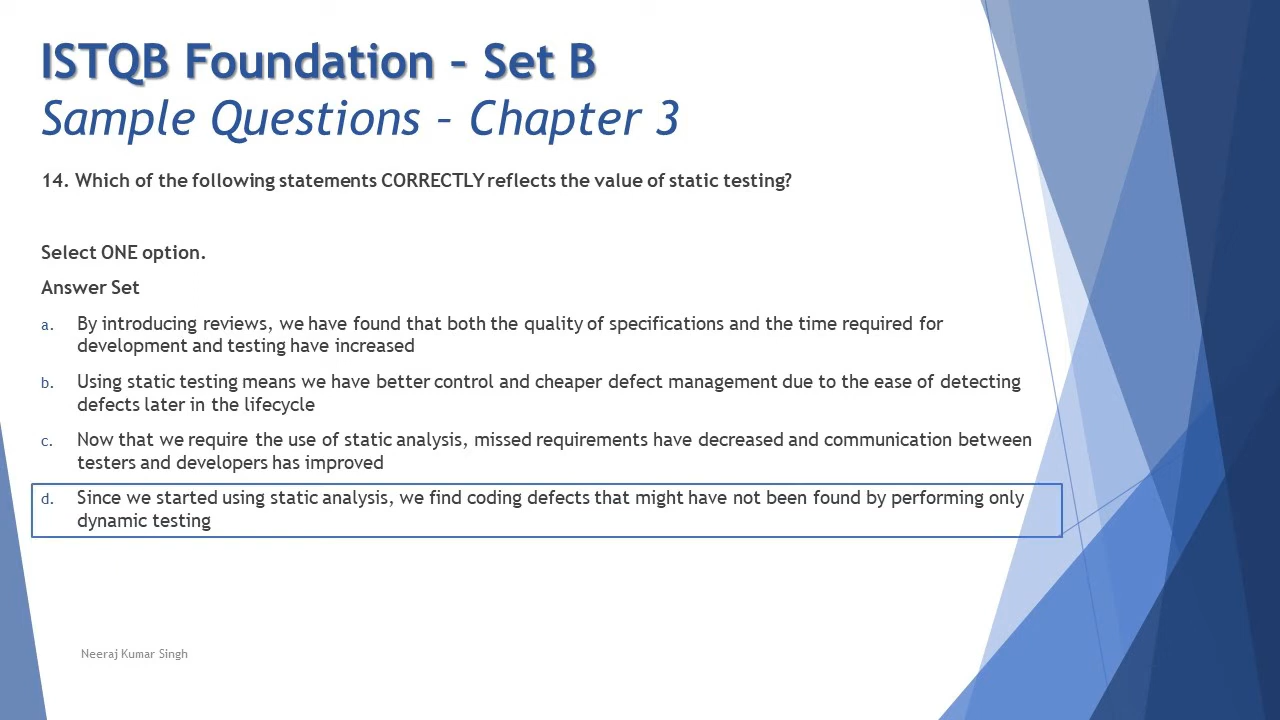 ISTQB Foundation – Set B
Sample Questions – Chapter 3
14. Which of the following statements CORRECTLY reflects the value of static testing?
Select ONE option.
Answer Set
a. By introducing reviews, we have found that both the quality of specifications and the time required for
development and testing have increased
b. Using static testing means we have better control and cheaper defect management due to the ease of detecting
defects later in the lifecycle
c. Now that we require the use of static analysis, missed requirements have decreased and communication between
testers and developers has improved
d. Since we started using static analysis, we find coding defects that might have not been found by performing only
dynamic testing
Neeraj Kumar Singh